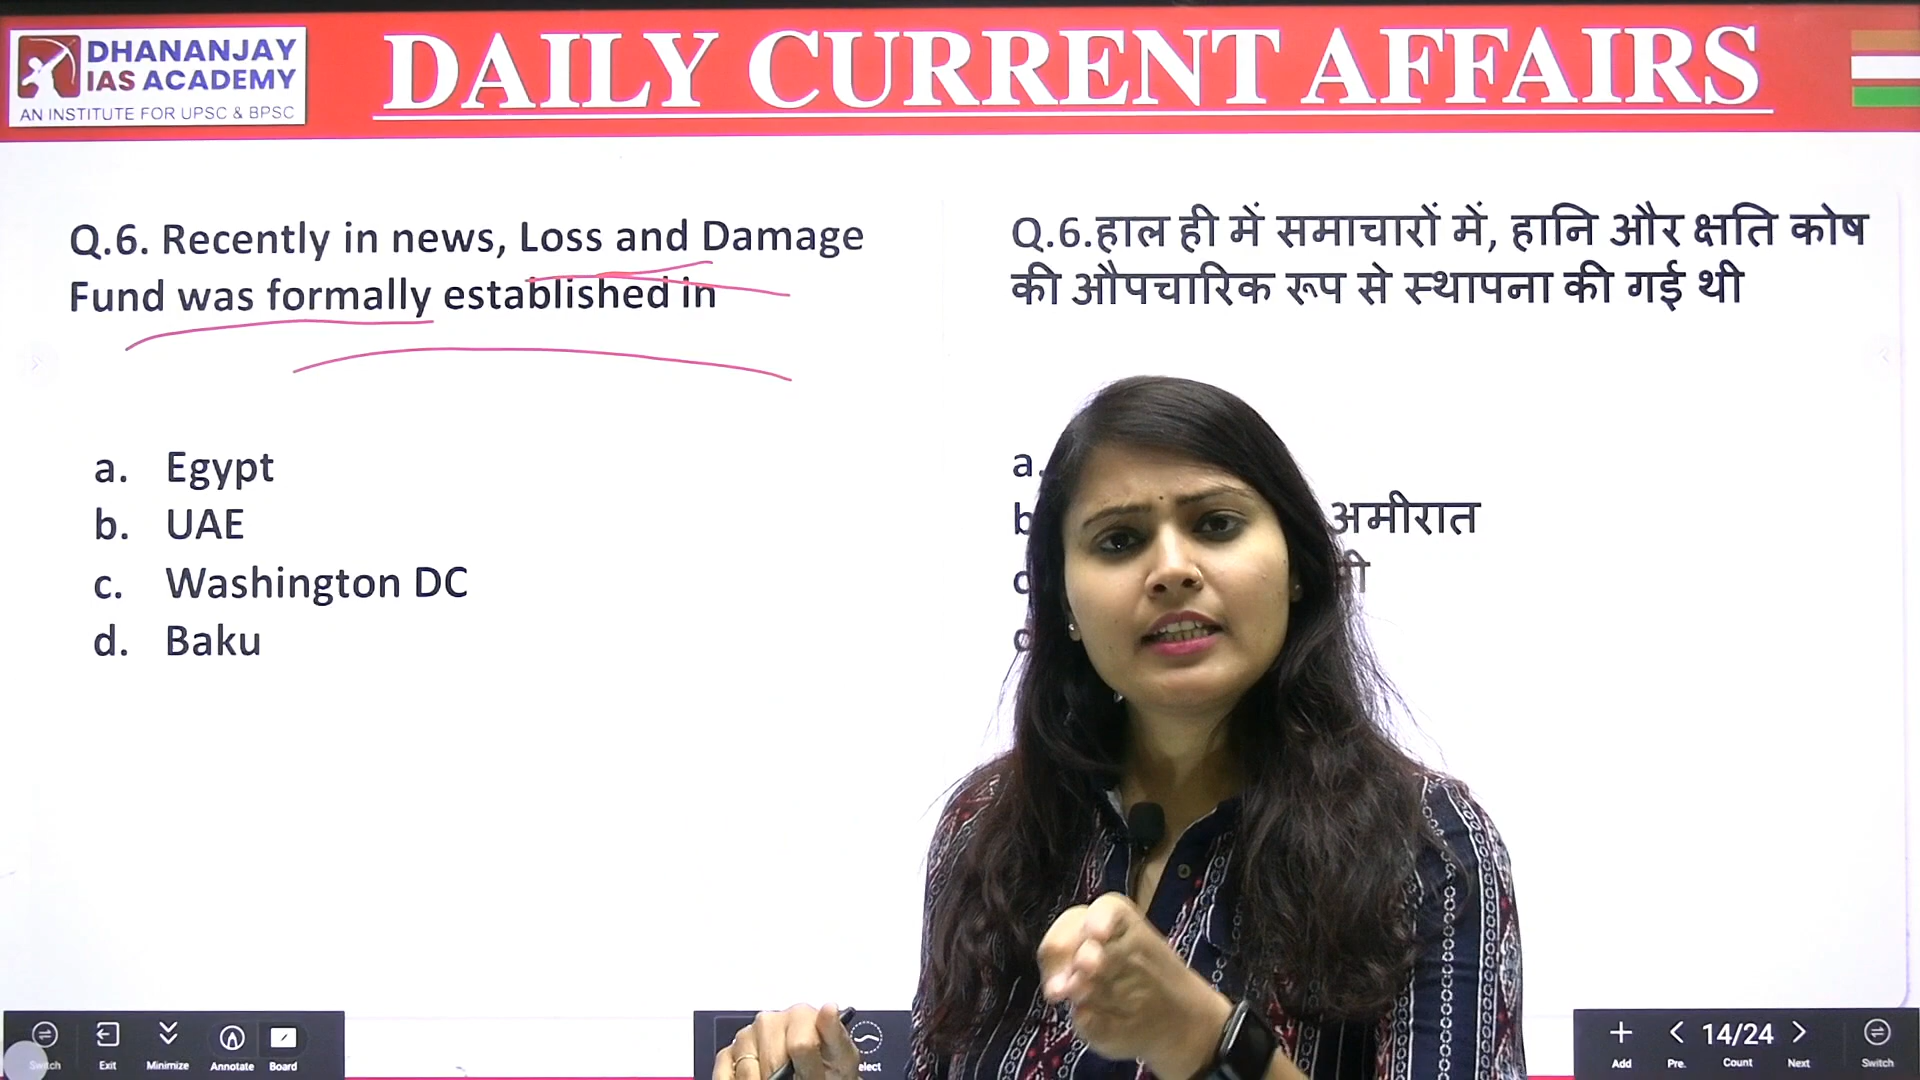 DHANANJAY
IAS ACADEMY
AN INSTITUTE FOR UPSC & BPSC
DAILY CURRENT AFFAIRS
Q.6. Recently in news, Loss and Damage
Fund was formally established in
a. Egypt
b. UAE
c. Washington DC
d. Baku
Q.6.हाल ही में समाचारों में, हानि और क्षति कोष
की औपचारिक रूप से स्थापना की गई थी
a.
b
अमीरात
Exit
Minimize
Annotate
Board
Add
Pre.
14/24
Count
Next
Switch